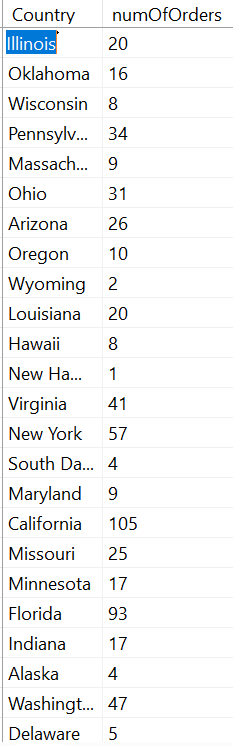 Country numOfOrders
Illinois 20
Oklahoma 16
Wisconsin 8
Pennsylv... 34
Massach... 9
Ohio 31
Arizona 26
Oregon 10
Wyoming 2
Louisiana 20
Hawaii 8
New Ha... 1
Virginia 41
New York 57
South Da... 4
Maryland 9
California 105
Missouri 25
Minnesota 17
Florida 93
Indiana 17
Alaska 4
Washingt... 47
Delaware 5